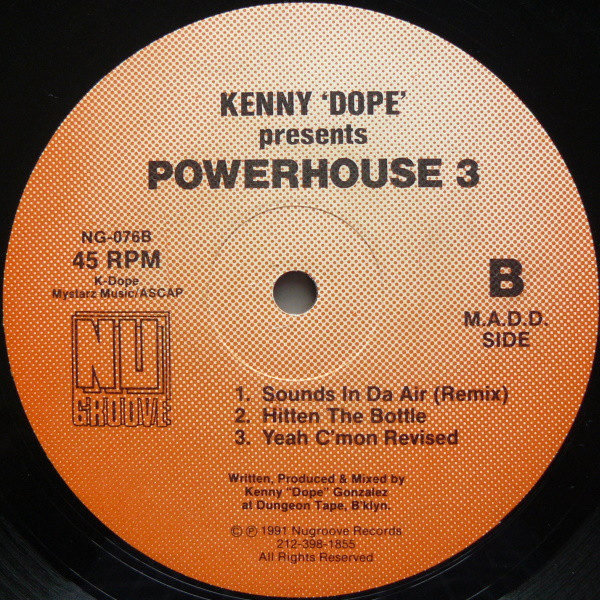 KENNY 'DOPE'
presents
POWERHOUSE 3
NG-076B
45 RPM
K-Dope
Mystarz Music/ASCAP
NU
GROOVE
B
M.A.D.D.
SIDE
1. Sounds In Da Air (Remix)
2. Hitten The Bottle
3. Yeah C'mon Revised
Written, Produced & Mixed by
Kenny "Dope" Gonzalez
at Dungeon Tape, B'klyn.
© ℗ 1991 Nugroove Records
212-398-1855
All Rights Reserved